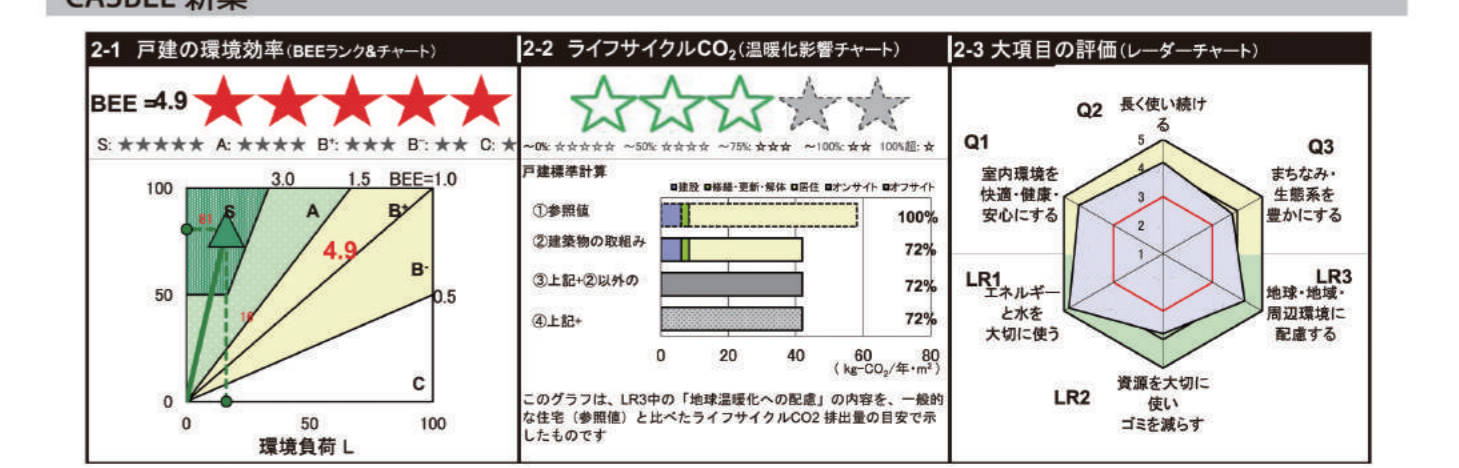 CASBEE 新築
2-1 戸建の環境効率(BEEランク&チャート)
BEE =4.9
S: ★★★★★ A: ★★★★ B⁺: ★★★ B⁻: ★★ C: ★
100
50
0
0
50
100
3.0
1.5
BEE=1.0
0.5
S
A
B⁺
B⁻
C
81
16
4.9
環境負荷 L
2-2 ライフサイクルCO₂(温暖化影響チャート)
~0%: ☆☆☆☆☆ ~50%: ☆☆☆☆ ~75%: ☆☆☆ ~100%: ☆☆ 100%超: ☆
戸建標準計算
■建設 ■修繕・更新・解体 □居住 ■オンサイト ■オフサイト
①参照値
100%
②建築物の取組み
72%
③上記+②以外の
72%
④上記+
72%
0 20 40 60 80
( kg-CO₂/年・m² )
このグラフは、LR3中の「地球温暖化への配慮」の内容を、一般的
な住宅（参照値）と比べたライフサイクルCO2 排出量の目安で示
したものです
2-3 大項目の評価(レーダーチャート)
Q2
長く使い続け
る
Q1
室内環境を
快適・健康・
安心にする
Q3
まちなみ・
生態系を
豊かにする
5
4
3
2
1
LR1
エネルギー
と水を
大切に使う
LR3
地球・地域・
周辺環境に
配慮する
LR2
資源を大切に
使い
ゴミを減らす